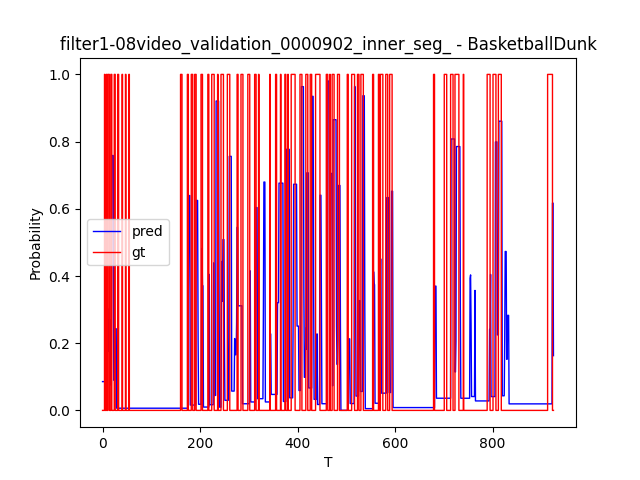 filter1-08video_validation_0000902_inner_seg_ - BasketballDunk
1.0
0.8
0.6
0.4
0.2
0.0
Probability
pred
gt
0
200
400
600
800
T